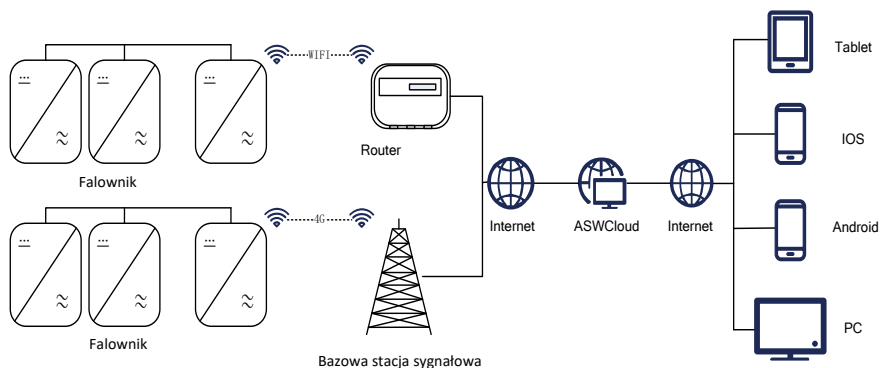 WIFI
Tablet
Router
IOS
Falownik
Internet
ASWCloud
Internet
4G
Android
Falownik
PC
Bazowa stacja sygnałowa